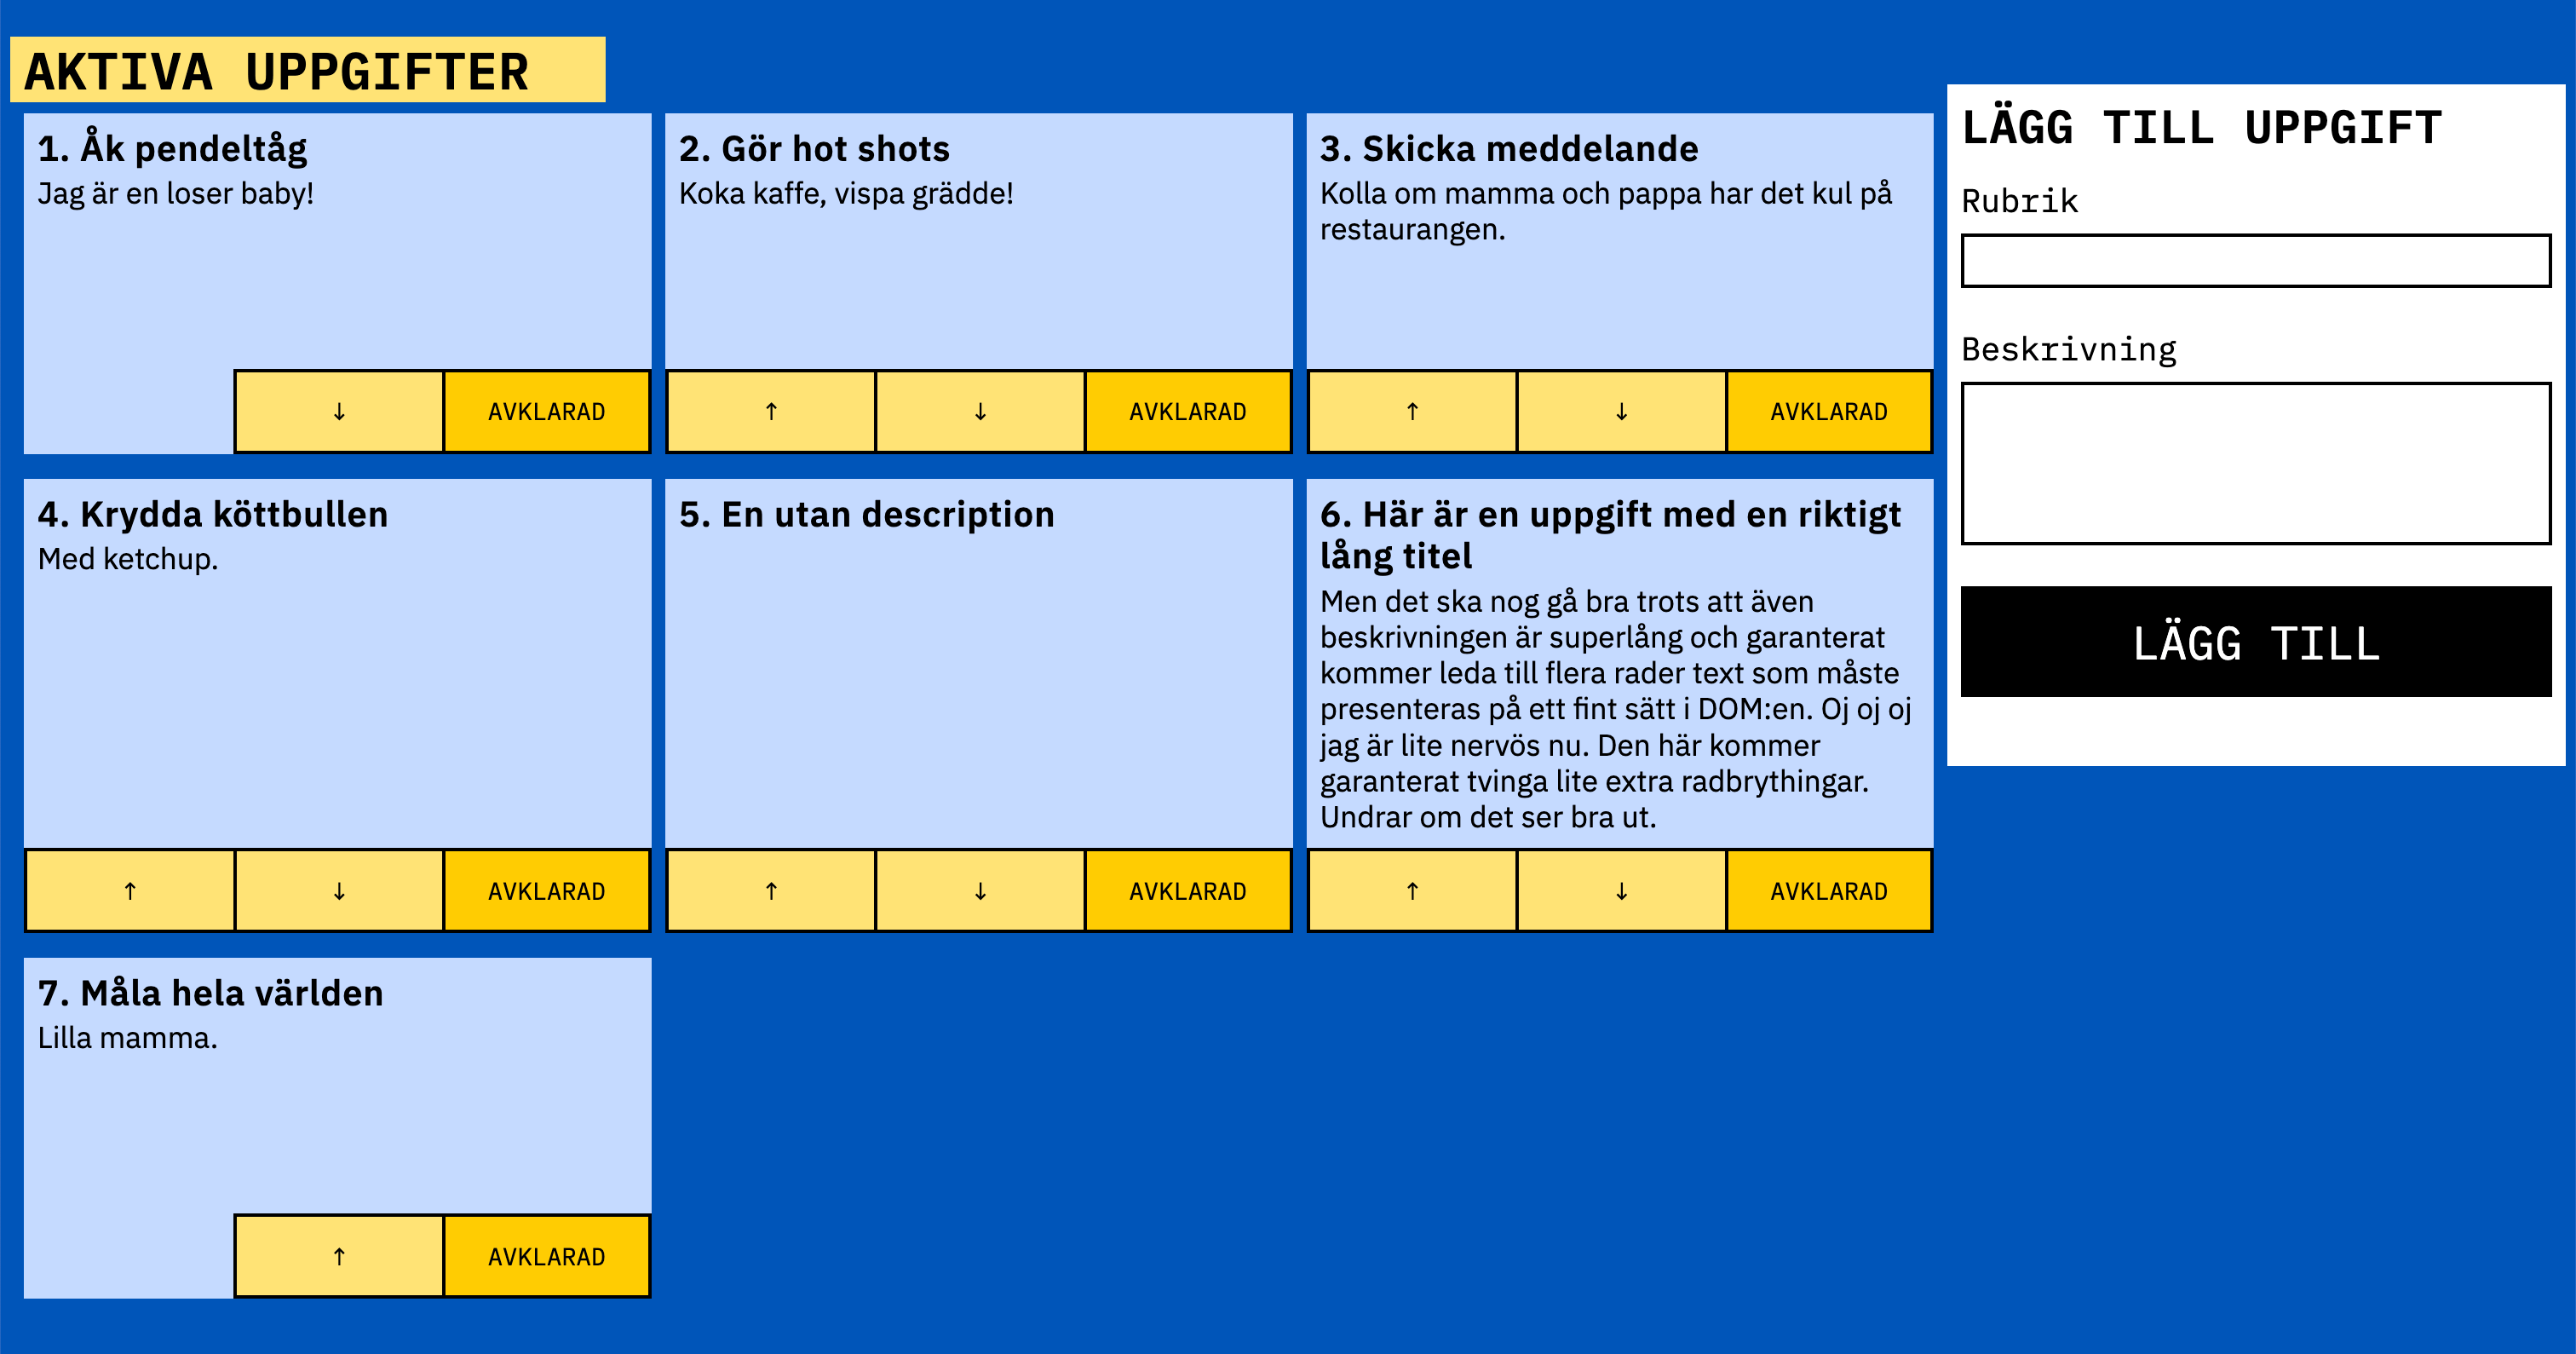 AKTIVA UPPGIFTER
1. Åk pendeltåg
Jag är en loser baby!
↓
AVKLARAD
2. Gör hot shots
Koka kaffe, vispa grädde!
↑
↓
AVKLARAD
3. Skicka meddelande
Kolla om mamma och pappa har det kul på
restaurangen.
↑
↓
AVKLARAD
4. Krydda köttbullen
Med ketchup.
↑
↓
AVKLARAD
5. En utan description
↑
↓
AVKLARAD
6. Här är en uppgift med en riktigt
lång titel
Men det ska nog gå bra trots att även
beskrivningen är superlång och garanterat
kommer leda till flera rader text som måste
presenteras på ett fint sätt i DOM:en. Oj oj oj
jag är lite nervös nu. Den här kommer
garanterat tvinga lite extra radbrythingar.
Undrar om det ser bra ut.
↑
↓
AVKLARAD
7. Måla hela världen
Lilla mamma.
↑
AVKLARAD
LÄGG TILL UPPGIFT
Rubrik
Beskrivning
LÄGG TILL